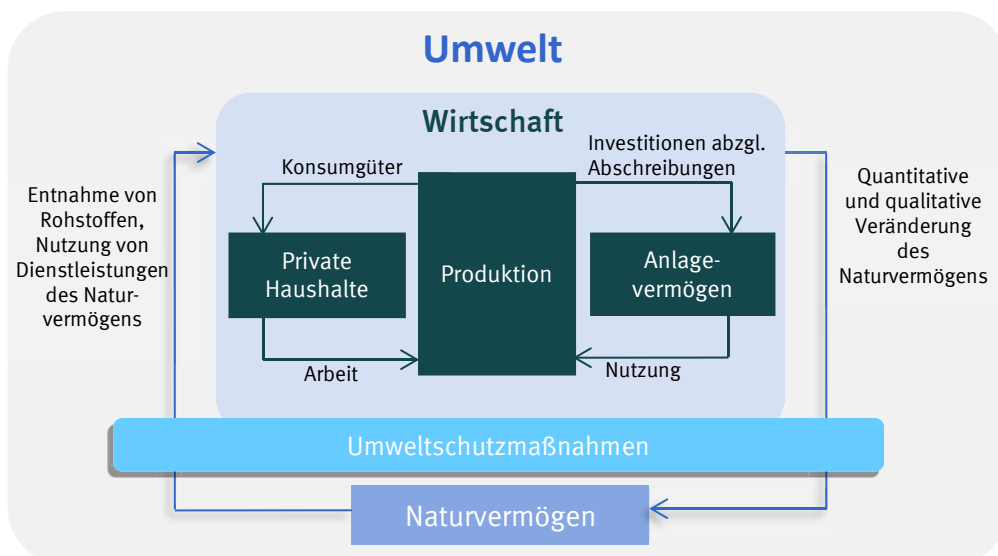 Umwelt
Wirtschaft
Konsumgüter
Investitionen abzgl.
Abschreibungen
Entnahme von
Rohstoffen,
Nutzung von
Dienstleistungen
des Natur-
vermögens
Private
Haushalte
Produktion
Anlage-
vermögen
Quantitative
und qualitative
Veränderung
des
Naturvermögens
Arbeit
Nutzung
Umweltschutzmaßnahmen
Naturvermögen